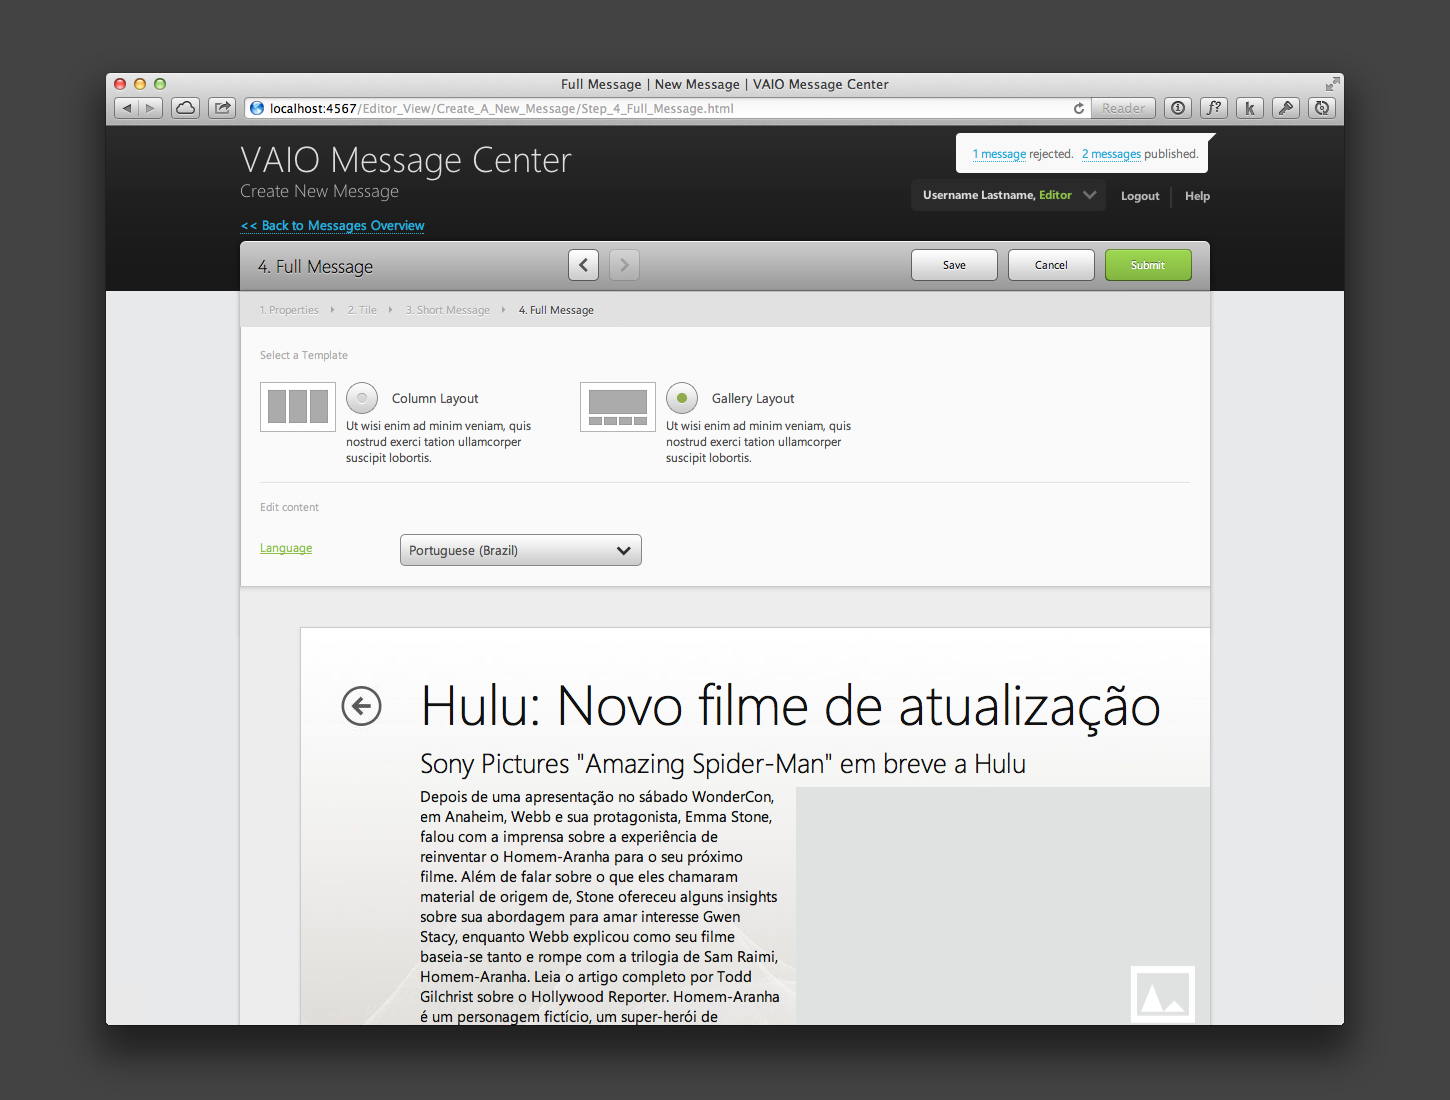 Full Message | New Message | VAIO Message Center
localhost:4567/Editor_View/Create_A_New_Message/Step_4_Full_Message.html
Reader
f?
k
VAIO Message Center
1 message rejected. 2 messages published.
Create New Message
Username Lastname, Editor
Logout
Help
<< Back to Messages Overview
4. Full Message
Save
Cancel
Submit
1. Properties
2. Tile
3. Short Message
4. Full Message
Select a Template
Column Layout
Ut wisi enim ad minim veniam, quis
nostrud exerci tation ullamcorper
suscipit lobortis.
Gallery Layout
Ut wisi enim ad minim veniam, quis
nostrud exerci tation ullamcorper
suscipit lobortis.
Edit content
Language
Portuguese (Brazil)
Hulu: Novo filme de atualização
Sony Pictures "Amazing Spider-Man" em breve a Hulu
Depois de uma apresentação no sábado WonderCon,
em Anaheim, Webb e sua protagonista, Emma Stone,
falou com a imprensa sobre a experiência de
reinventar o Homem-Aranha para o seu próximo
filme. Além de falar sobre o que eles chamaram
material de origem de, Stone ofereceu alguns insights
sobre sua abordagem para amar interesse Gwen
Stacy, enquanto Webb explicou como seu filme
baseia-se tanto e rompe com a trilogia de Sam Raimi,
Homem-Aranha. Leia o artigo completo por Todd
Gilchrist sobre o Hollywood Reporter. Homem-Aranha
é um personagem fictício, um super-herói de